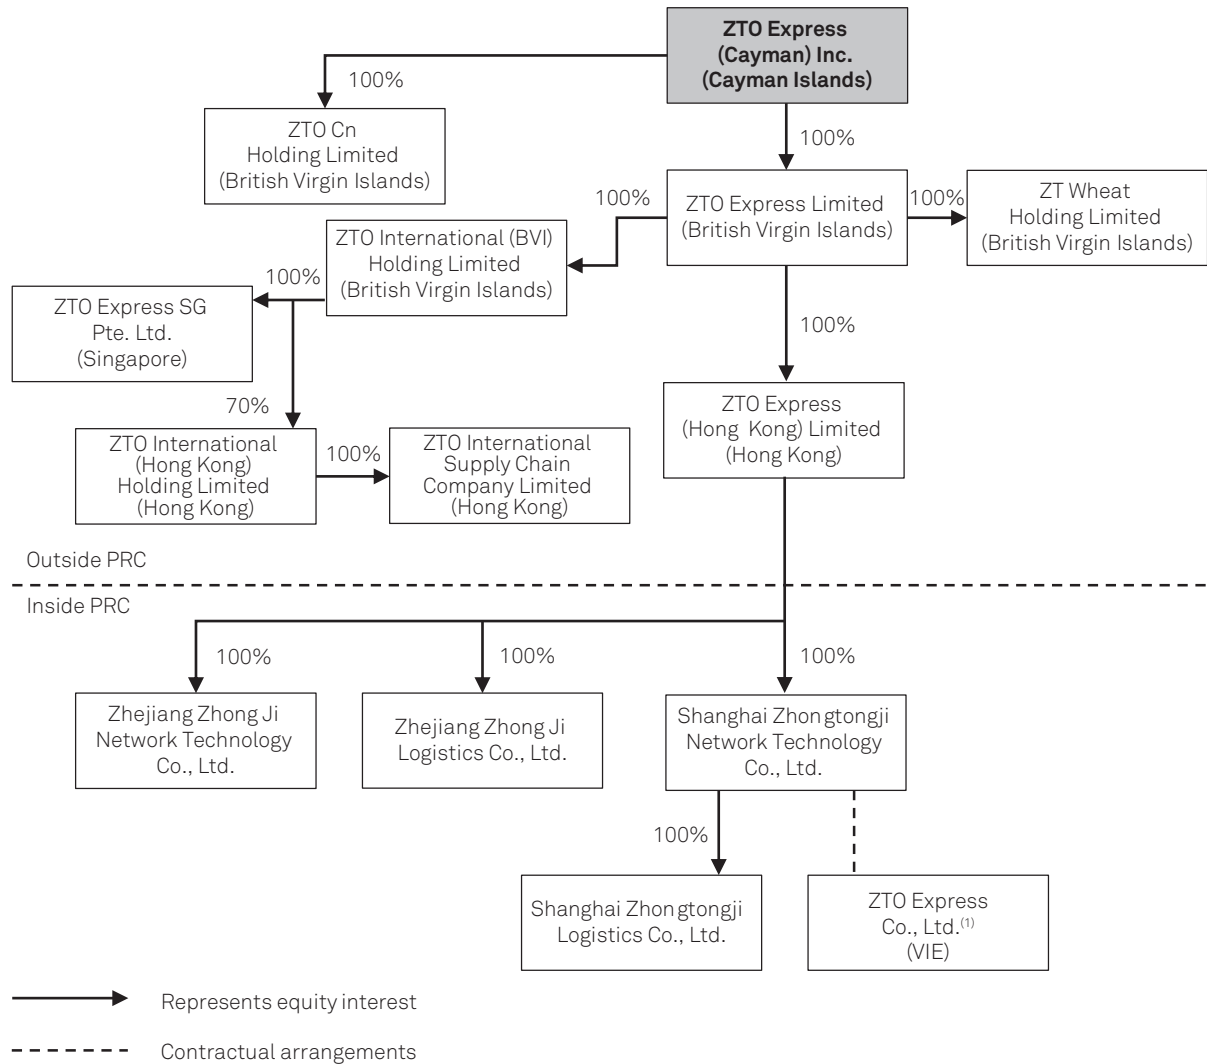 ZTO Express
(Cayman) Inc.
(Cayman Islands)
100%
100%
ZTO Cn
Holding Limited
(British Virgin Islands)
ZTO Express Limited
(British Virgin Islands)
100%
100%
ZT Wheat
Holding Limited
(British Virgin Islands)
ZTO International (BVI)
Holding Limited
(British Virgin Islands)
100%
ZTO Express SG
Pte. Ltd.
(Singapore)
100%
70%
ZTO Express
(Hong Kong) Limited
(Hong Kong)
ZTO International
(Hong Kong)
Holding Limited
(Hong Kong)
100%
ZTO International
Supply Chain
Company Limited
(Hong Kong)
Outside PRC
Inside PRC
100%
100%
100%
Zhejiang Zhong Ji
Network Technology
Co., Ltd.
Zhejiang Zhong Ji
Logistics Co., Ltd.
Shanghai Zhongtongji
Network Technology
Co., Ltd.
100%
Shanghai Zhongtongji
Logistics Co., Ltd.
ZTO Express
Co., Ltd.(1)
(VIE)
Represents equity interest
Contractual arrangements